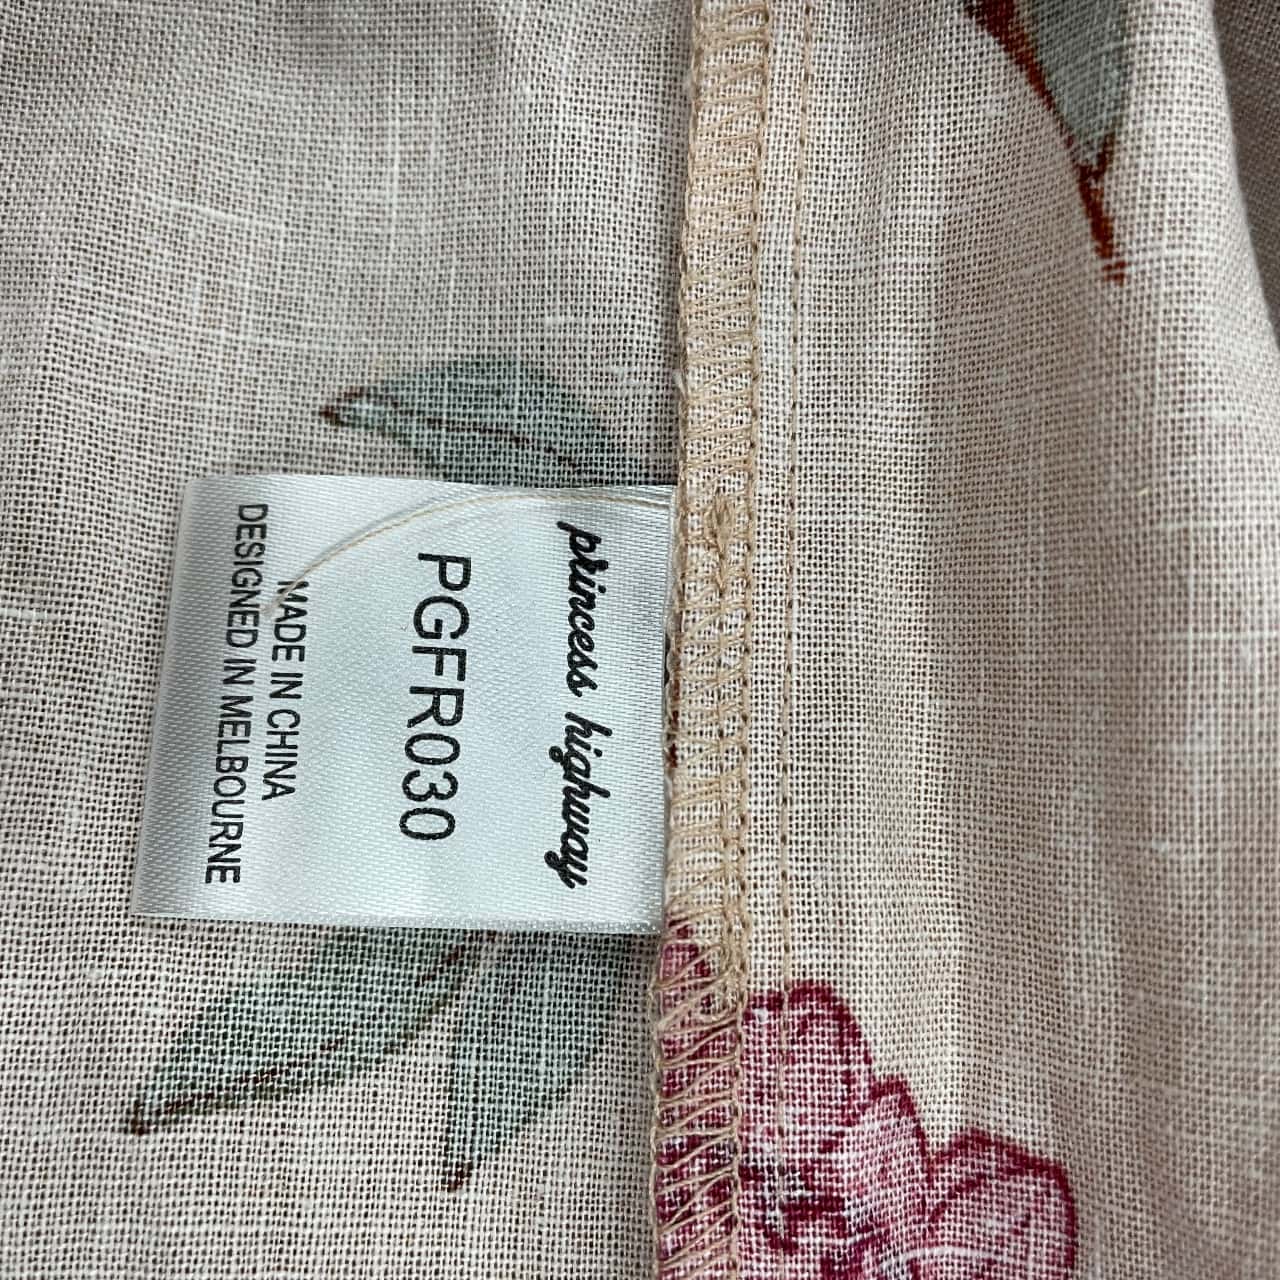 princess highway
PGFR030
MADE IN CHINA
DESIGNED IN MELBOURNE